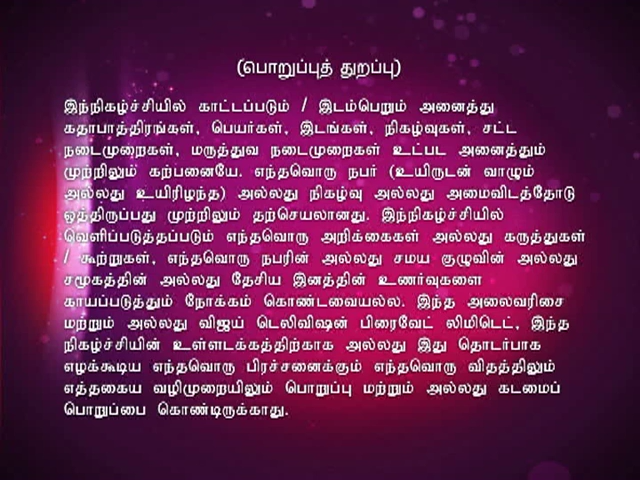 (பொறுப்புத் துறப்பு)
இந்நிகழ்ச்சியில் காட்டப்படும் / இடம்பெறும் அனைத்து
கதாபாத்திரங்கள், பெயர்கள், இடங்கள், நிகழ்வுகள், சட்ட
நடைமுறைகள், மருத்துவ நடைமுறைகள் உட்பட அனைத்தும்
முற்றிலும் கற்பனையே. எந்தவொரு நபர் (உயிருடன் வாழும்
அல்லது உயிரிழந்த) அல்லது நிகழ்வு அல்லது அமைவிடத்தோடு
ஒத்திருப்பது முற்றிலும் தற்செயலானது. இந்நிகழ்ச்சியில்
வெளிப்படுத்தப்படும் எந்தவொரு அறிக்கைகள் அல்லது கருத்துகள்
/ கூற்றுகள், எந்தவொரு நபரின் அல்லது சமய குழுவின் அல்லது
சமூகத்தின் அல்லது தேசிய இனத்தின் உணர்வுகளை
காயப்படுத்தும் நோக்கம் கொண்டவையல்ல. இந்த அலைவரிசை
மற்றும் அல்லது விஜய் டெலிவிஷன் பிரைவேட் லிமிடெட், இந்த
நிகழ்ச்சியின் உள்ளடக்கத்திற்காக அல்லது இது தொடர்பாக
எழக்கூடிய எந்தவொரு பிரச்சனைக்கும் எந்தவொரு விதத்திலும்
எத்தகைய வழிமுறையிலும் பொறுப்பு மற்றும் அல்லது கடமைப்
பொறுப்பை கொண்டிருக்காது.